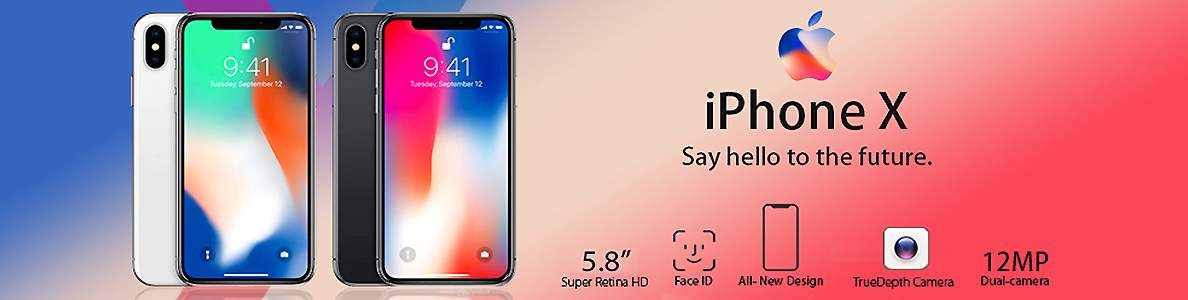 9:41
Tuesday, September 12
9:41
Tuesday, September 12
iPhone X
Say hello to the future.
5.8”
Super Retina HD
Face ID
All- New Design
TrueDepth Camera
12MP
Dual-camera